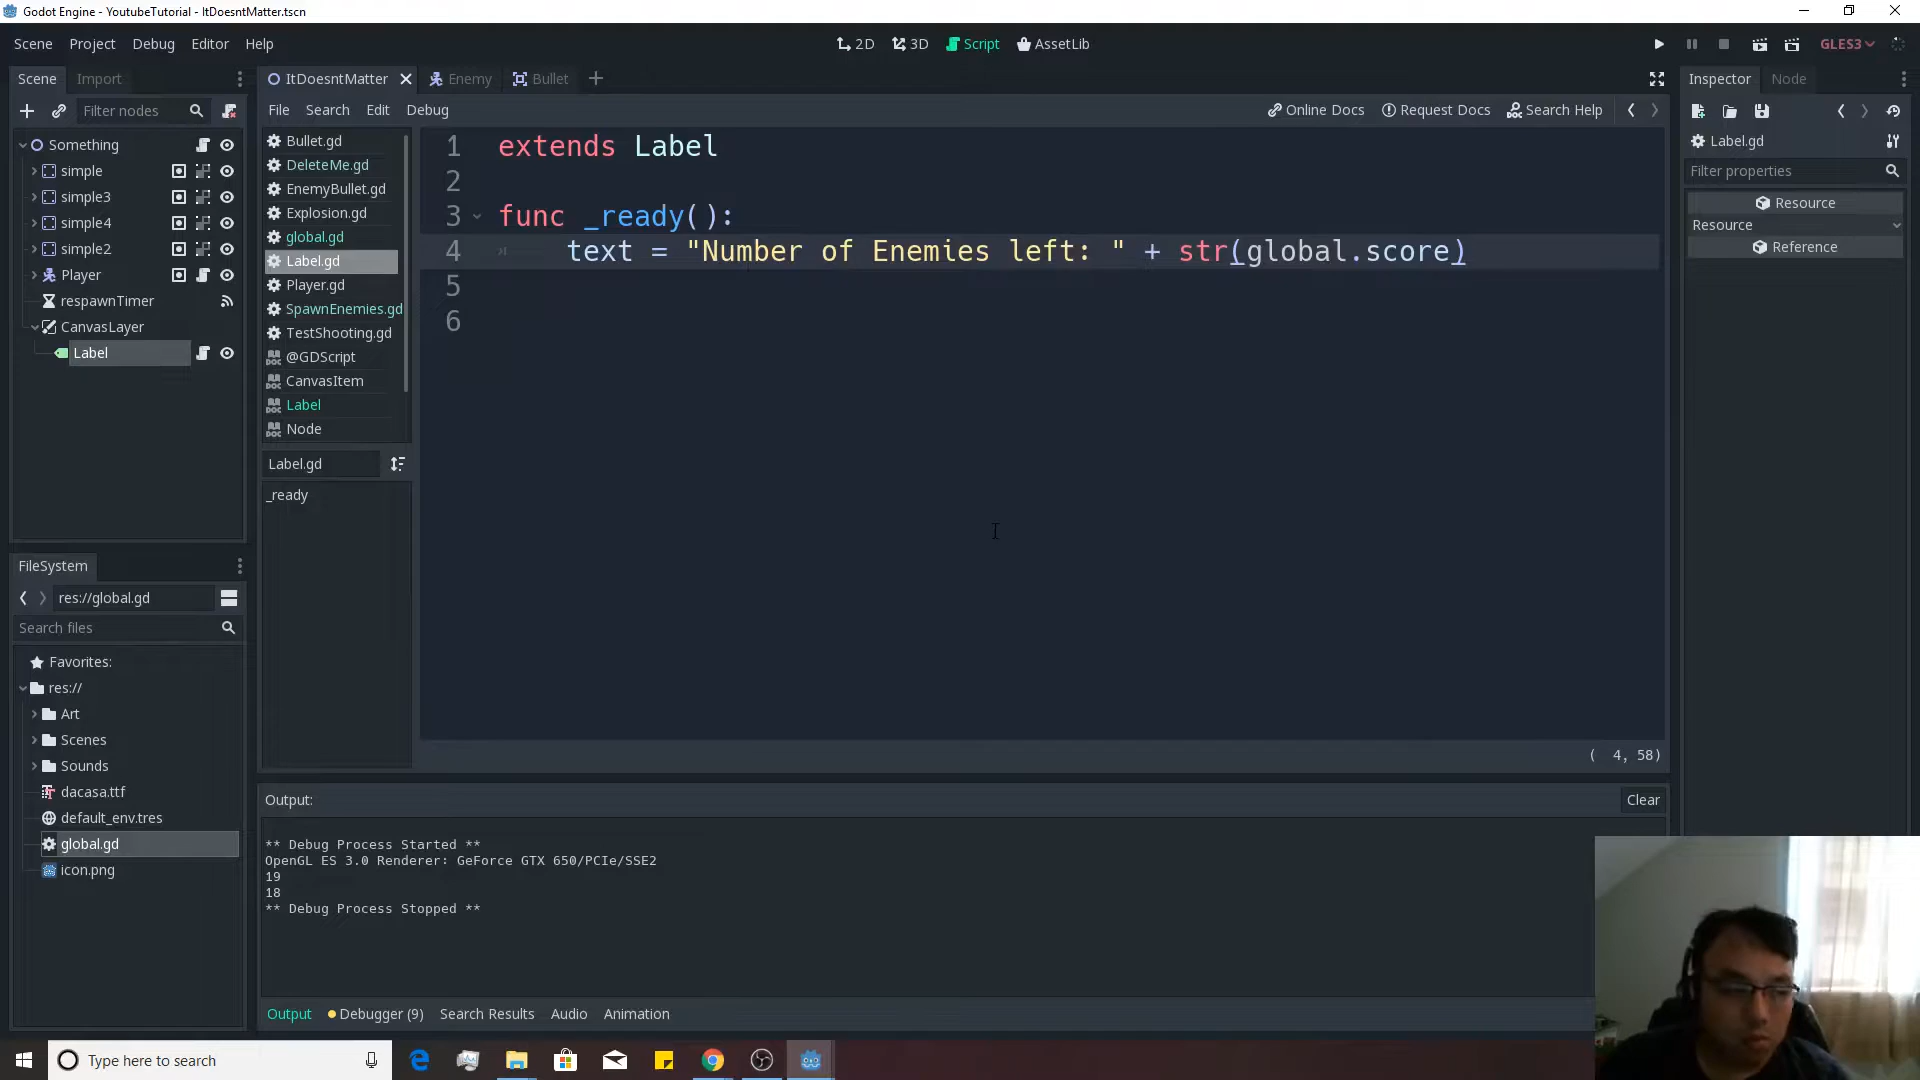 Godot Engine - YoutubeTutorial - ItDoesntMatter.tscn
Scene Project Debug Editor Help
2D 3D Script AssetLib
GLES3
Scene Import
Filter nodes
Something
simple
simple3
simple4
simple2
Player
respawnTimer
CanvasLayer
Label
FileSystem
res://global.gd
Search files
Favorites:
res://
Art
Scenes
Sounds
dacasa.ttf
default_env.tres
global.gd
icon.png
ItDoesntMatter Enemy Bullet
File Search Edit Debug
Online Docs Request Docs Search Help
Bullet.gd
DeleteMe.gd
EnemyBullet.gd
Explosion.gd
global.gd
Label.gd
Player.gd
SpawnEnemies.gd
TestShooting.gd
@GDScript
CanvasItem
Label
Node
Label.gd
_ready
1 extends Label
2
3 func _ready():
4 text = "Number of Enemies left: " + str(global.score)
5
6
( 4, 58)
Output:
Clear
** Debug Process Started **
OpenGL ES 3.0 Renderer: GeForce GTX 650/PCIe/SSE2
19
18
** Debug Process Stopped **
Output Debugger (9) Search Results Audio Animation
Inspector Node
Label.gd
Filter properties
Resource
Resource
Reference
Type here to search